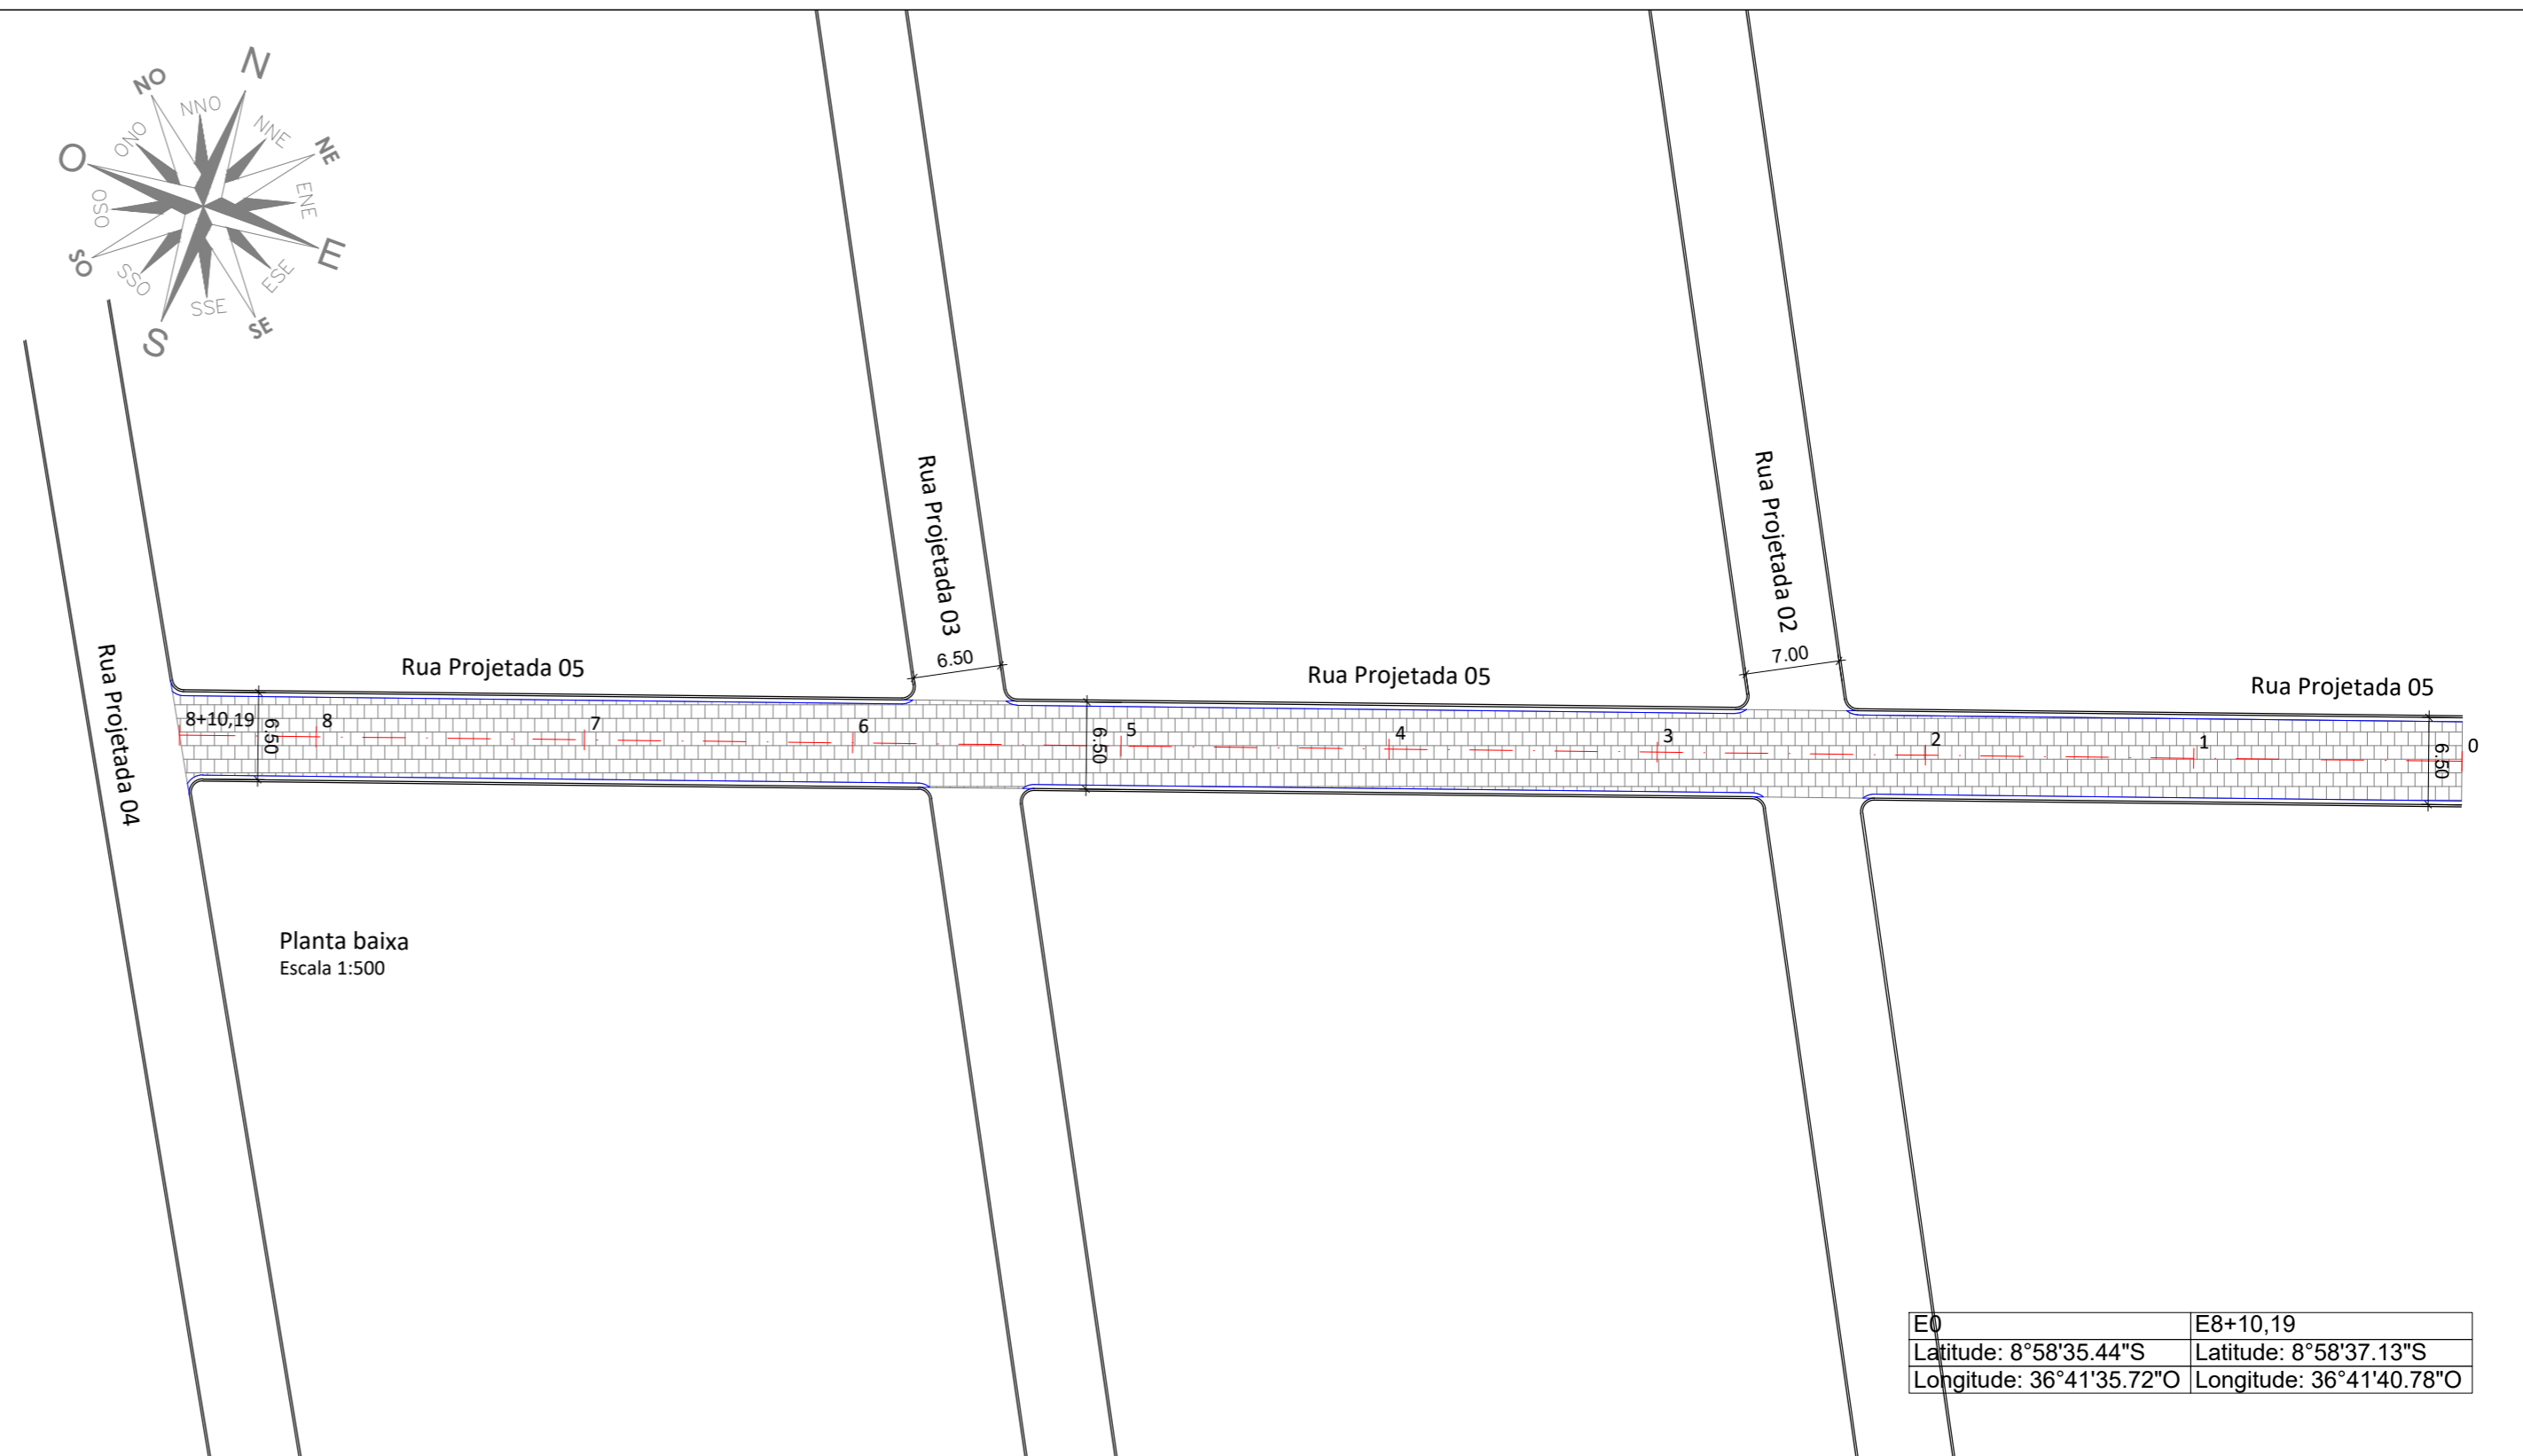 N
NO
NNO
NNE
NE
ONO
O
ENE
OSO
E
SO
SSO
ESE
SSE
SE
S
Rua Projetada 03
Rua Projetada 02
Rua Projetada 04
6.50
7.00
Rua Projetada 05
Rua Projetada 05
Rua Projetada 05
8+10,19
6.50
8
7
6
6.50
5
4
3
2
1
6.50
0
Planta baixa
Escala 1:500
E0 E8+10,19
Latitude: 8°58'35.44"S Latitude: 8°58'37.13"S
Longitude: 36°41'35.72"O Longitude: 36°41'40.78"O